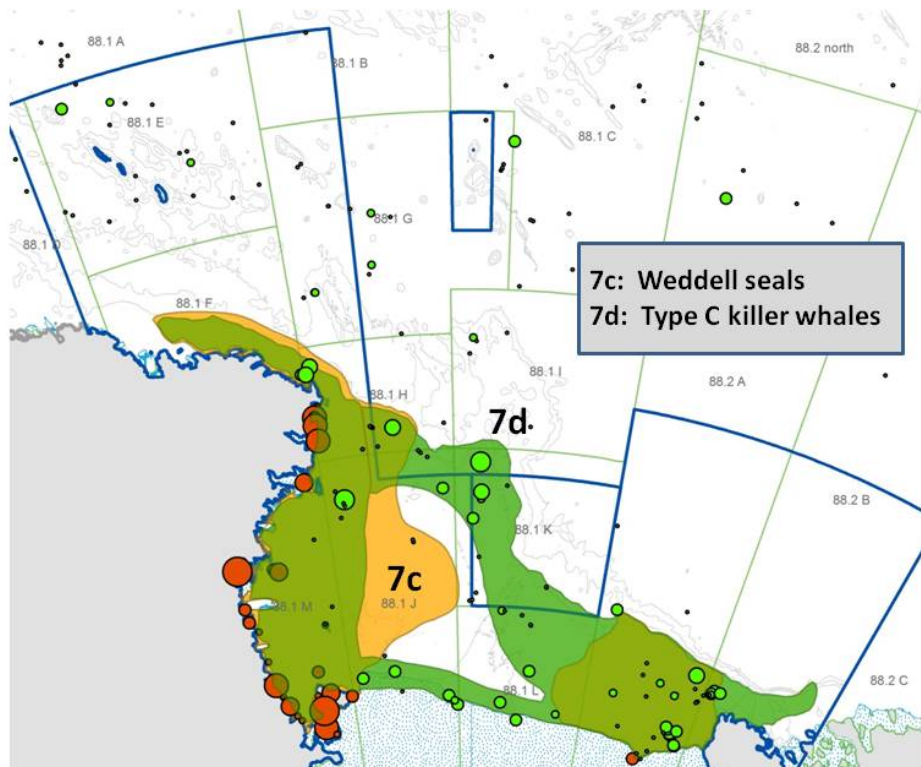 88.1 A
88.1 B
88.2 north
88.1 E
88.1 C
88.1 G
88.1 D
7c: Weddell seals
7d: Type C killer whales
88.1 F
88.1 I
88.1 H
88.2 A
7d
88.2 B
88.1 K
7c
88.1 M
88.1 J
88.1 L
88.2 C